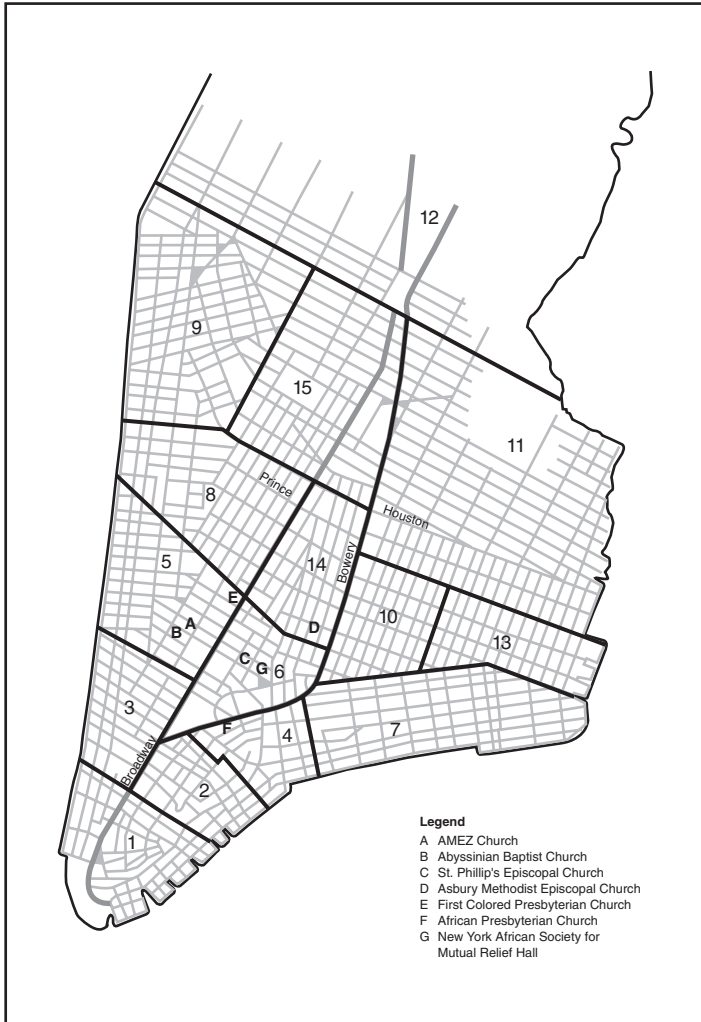 12
9
15
11
Prince
8
Houston
14
Bowery
5
E
10
A
B
D
13
C
G
6
3
F
4
7
Broadway
2
1
Legend
A AMEZ Church
B Abyssinian Baptist Church
C St. Phillip's Episcopal Church
D Asbury Methodist Episcopal Church
E First Colored Presbyterian Church
F African Presbyterian Church
G New York African Society for
Mutual Relief Hall